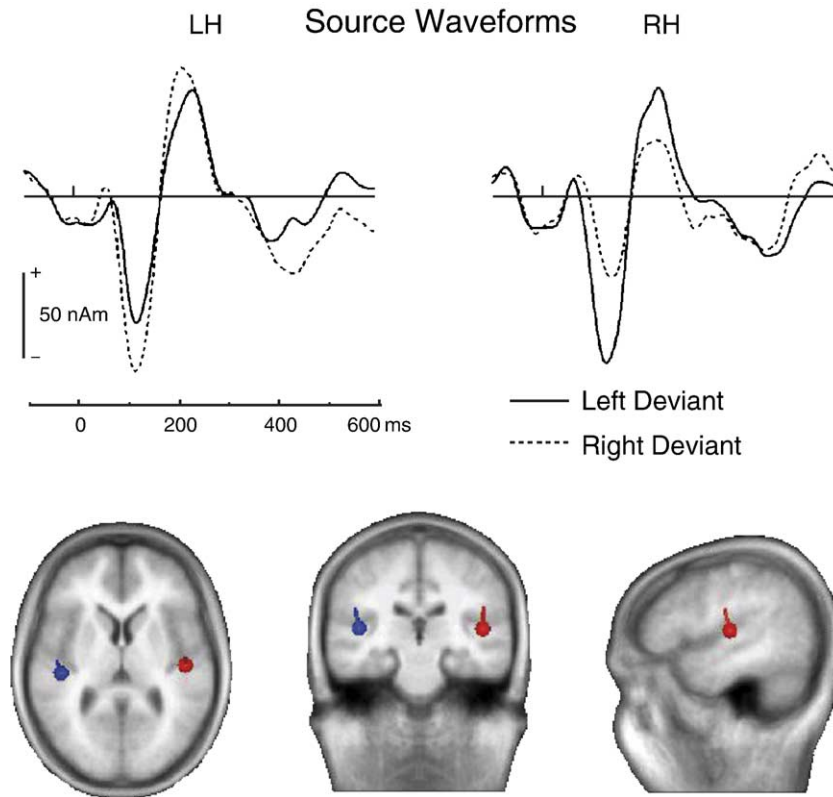 LH Source Waveforms RH
+
50 nAm
−
0 200 400 600 ms
Left Deviant
Right Deviant